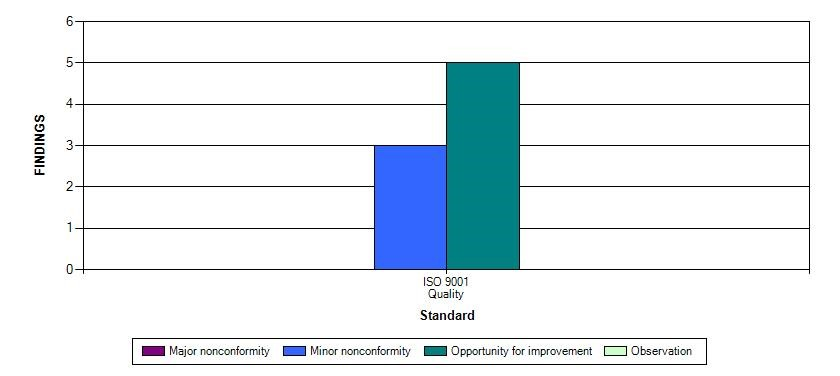 6
5
4
3
2
1
0
FINDINGS
ISO 9001
Quality
Standard
Major nonconformity Minor nonconformity Opportunity for improvement Observation